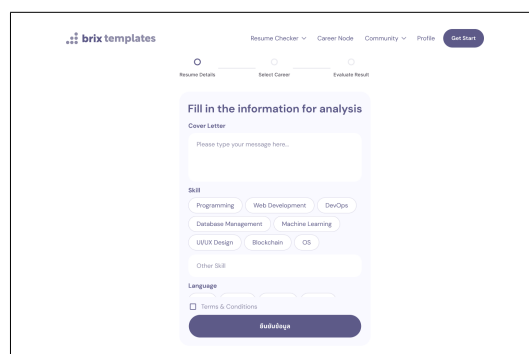 brix templates
Resume Checker Career Node Community Profile Get Start
Resume Details Select Career Evaluate Result
Fill in the information for analysis
Cover Letter
Please type your message here...
Skill
Programming Web Development DevOps
Database Management Machine Learning
UI/UX Design Blockchain OS
Other Skill
Language
Terms & Conditions
ยืนยันข้อมูล